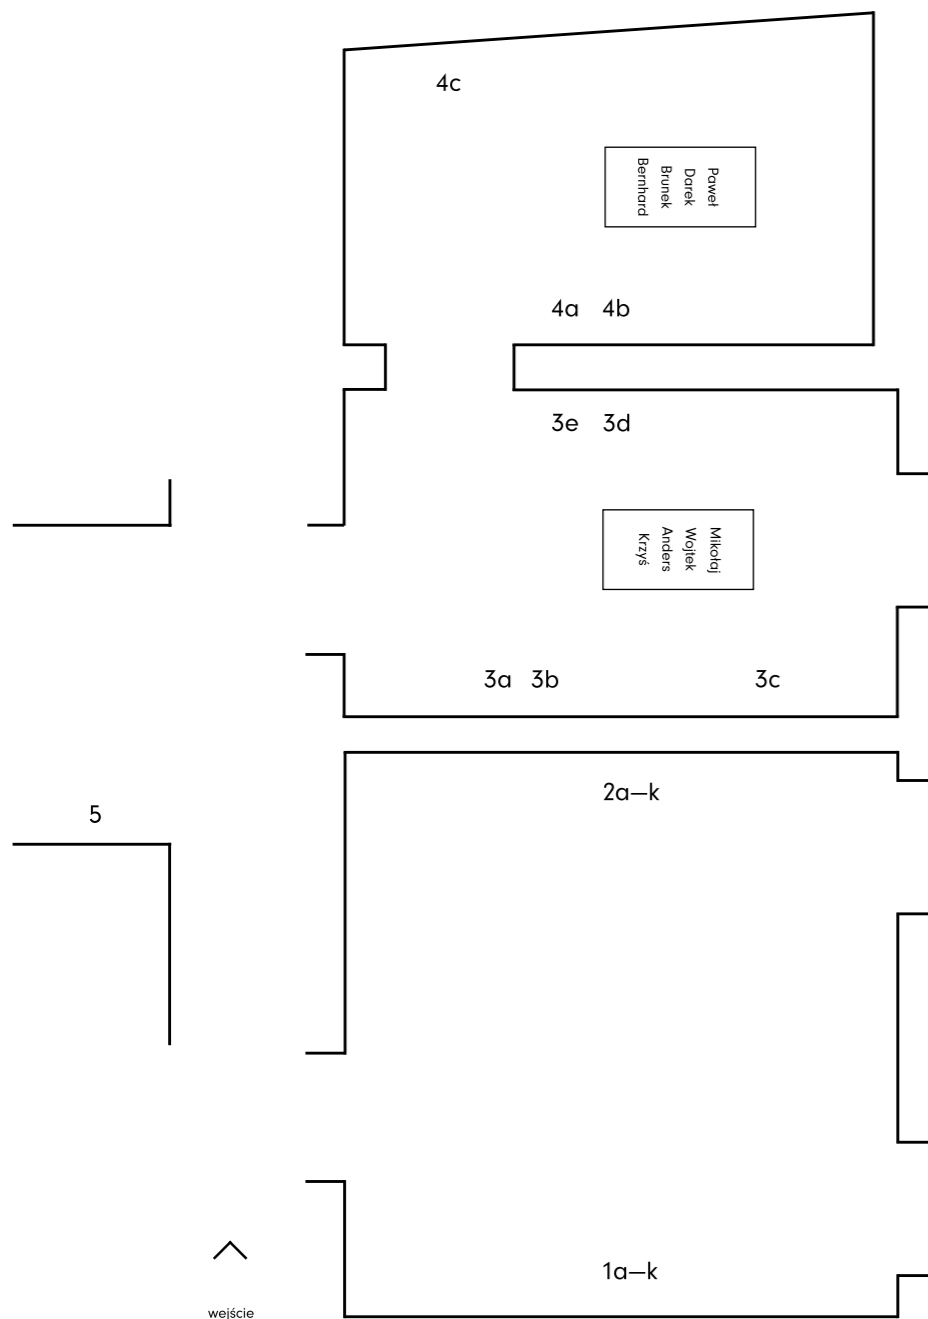 4c
Paweł
Darek
Brunek
Bernhard
4a 4b
3e 3d
Mikołaj
Wojtek
Anders
Krzyś
3a 3b 3c
2a—k
5
1a—k
wejście